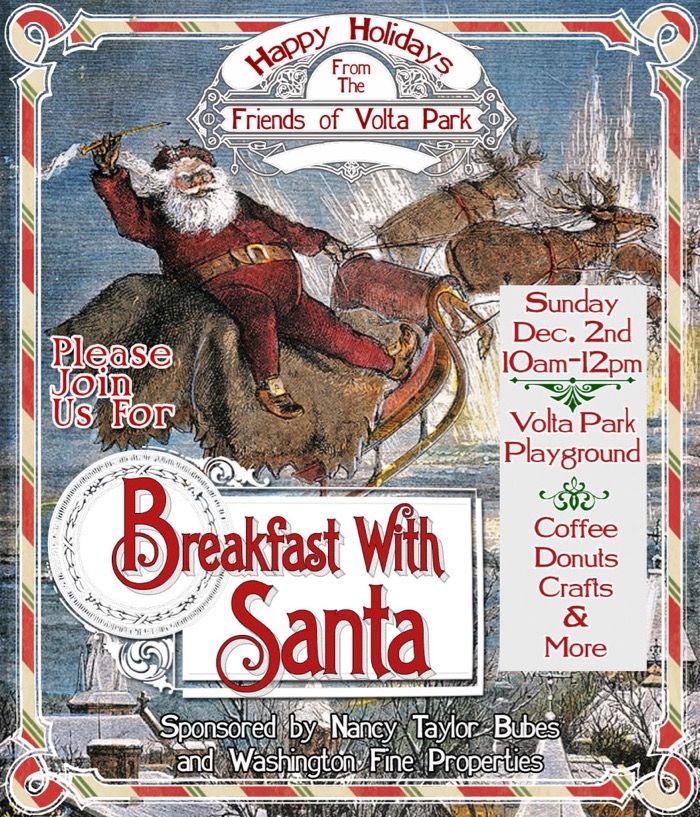 Happy Holidays
From
The
Friends of Volta Park
Please
Join
Us For
Sunday
Dec. 2nd
10am-12pm
Volta Park
Playground
Coffee
Donuts
Crafts
&
More
Breakfast With
Santa
Sponsored by Nancy Taylor Bubes
and Washington Fine Properties